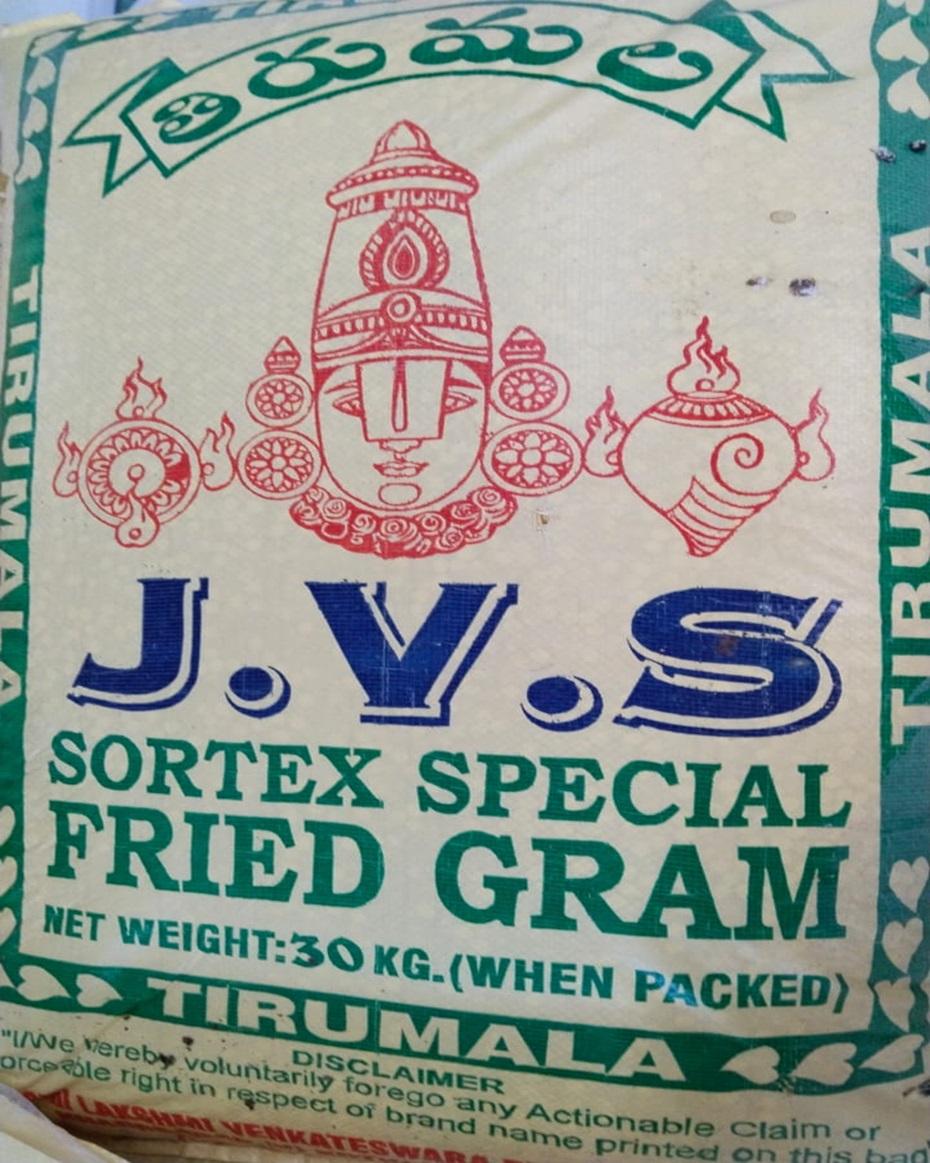 తిరుమల
TIRUMALA
TIRUMALA
J.V.S
SORTEX SPECIAL
FRIED GRAM
NET WEIGHT:30 KG.(WHEN PACKED)
TIRUMALA
DISCLAIMER
"I/We hereby voluntarily forego any Actionable Claim or
orceable right in respect of brand name printed on this bag
LAKSHMI VENKATESWARA